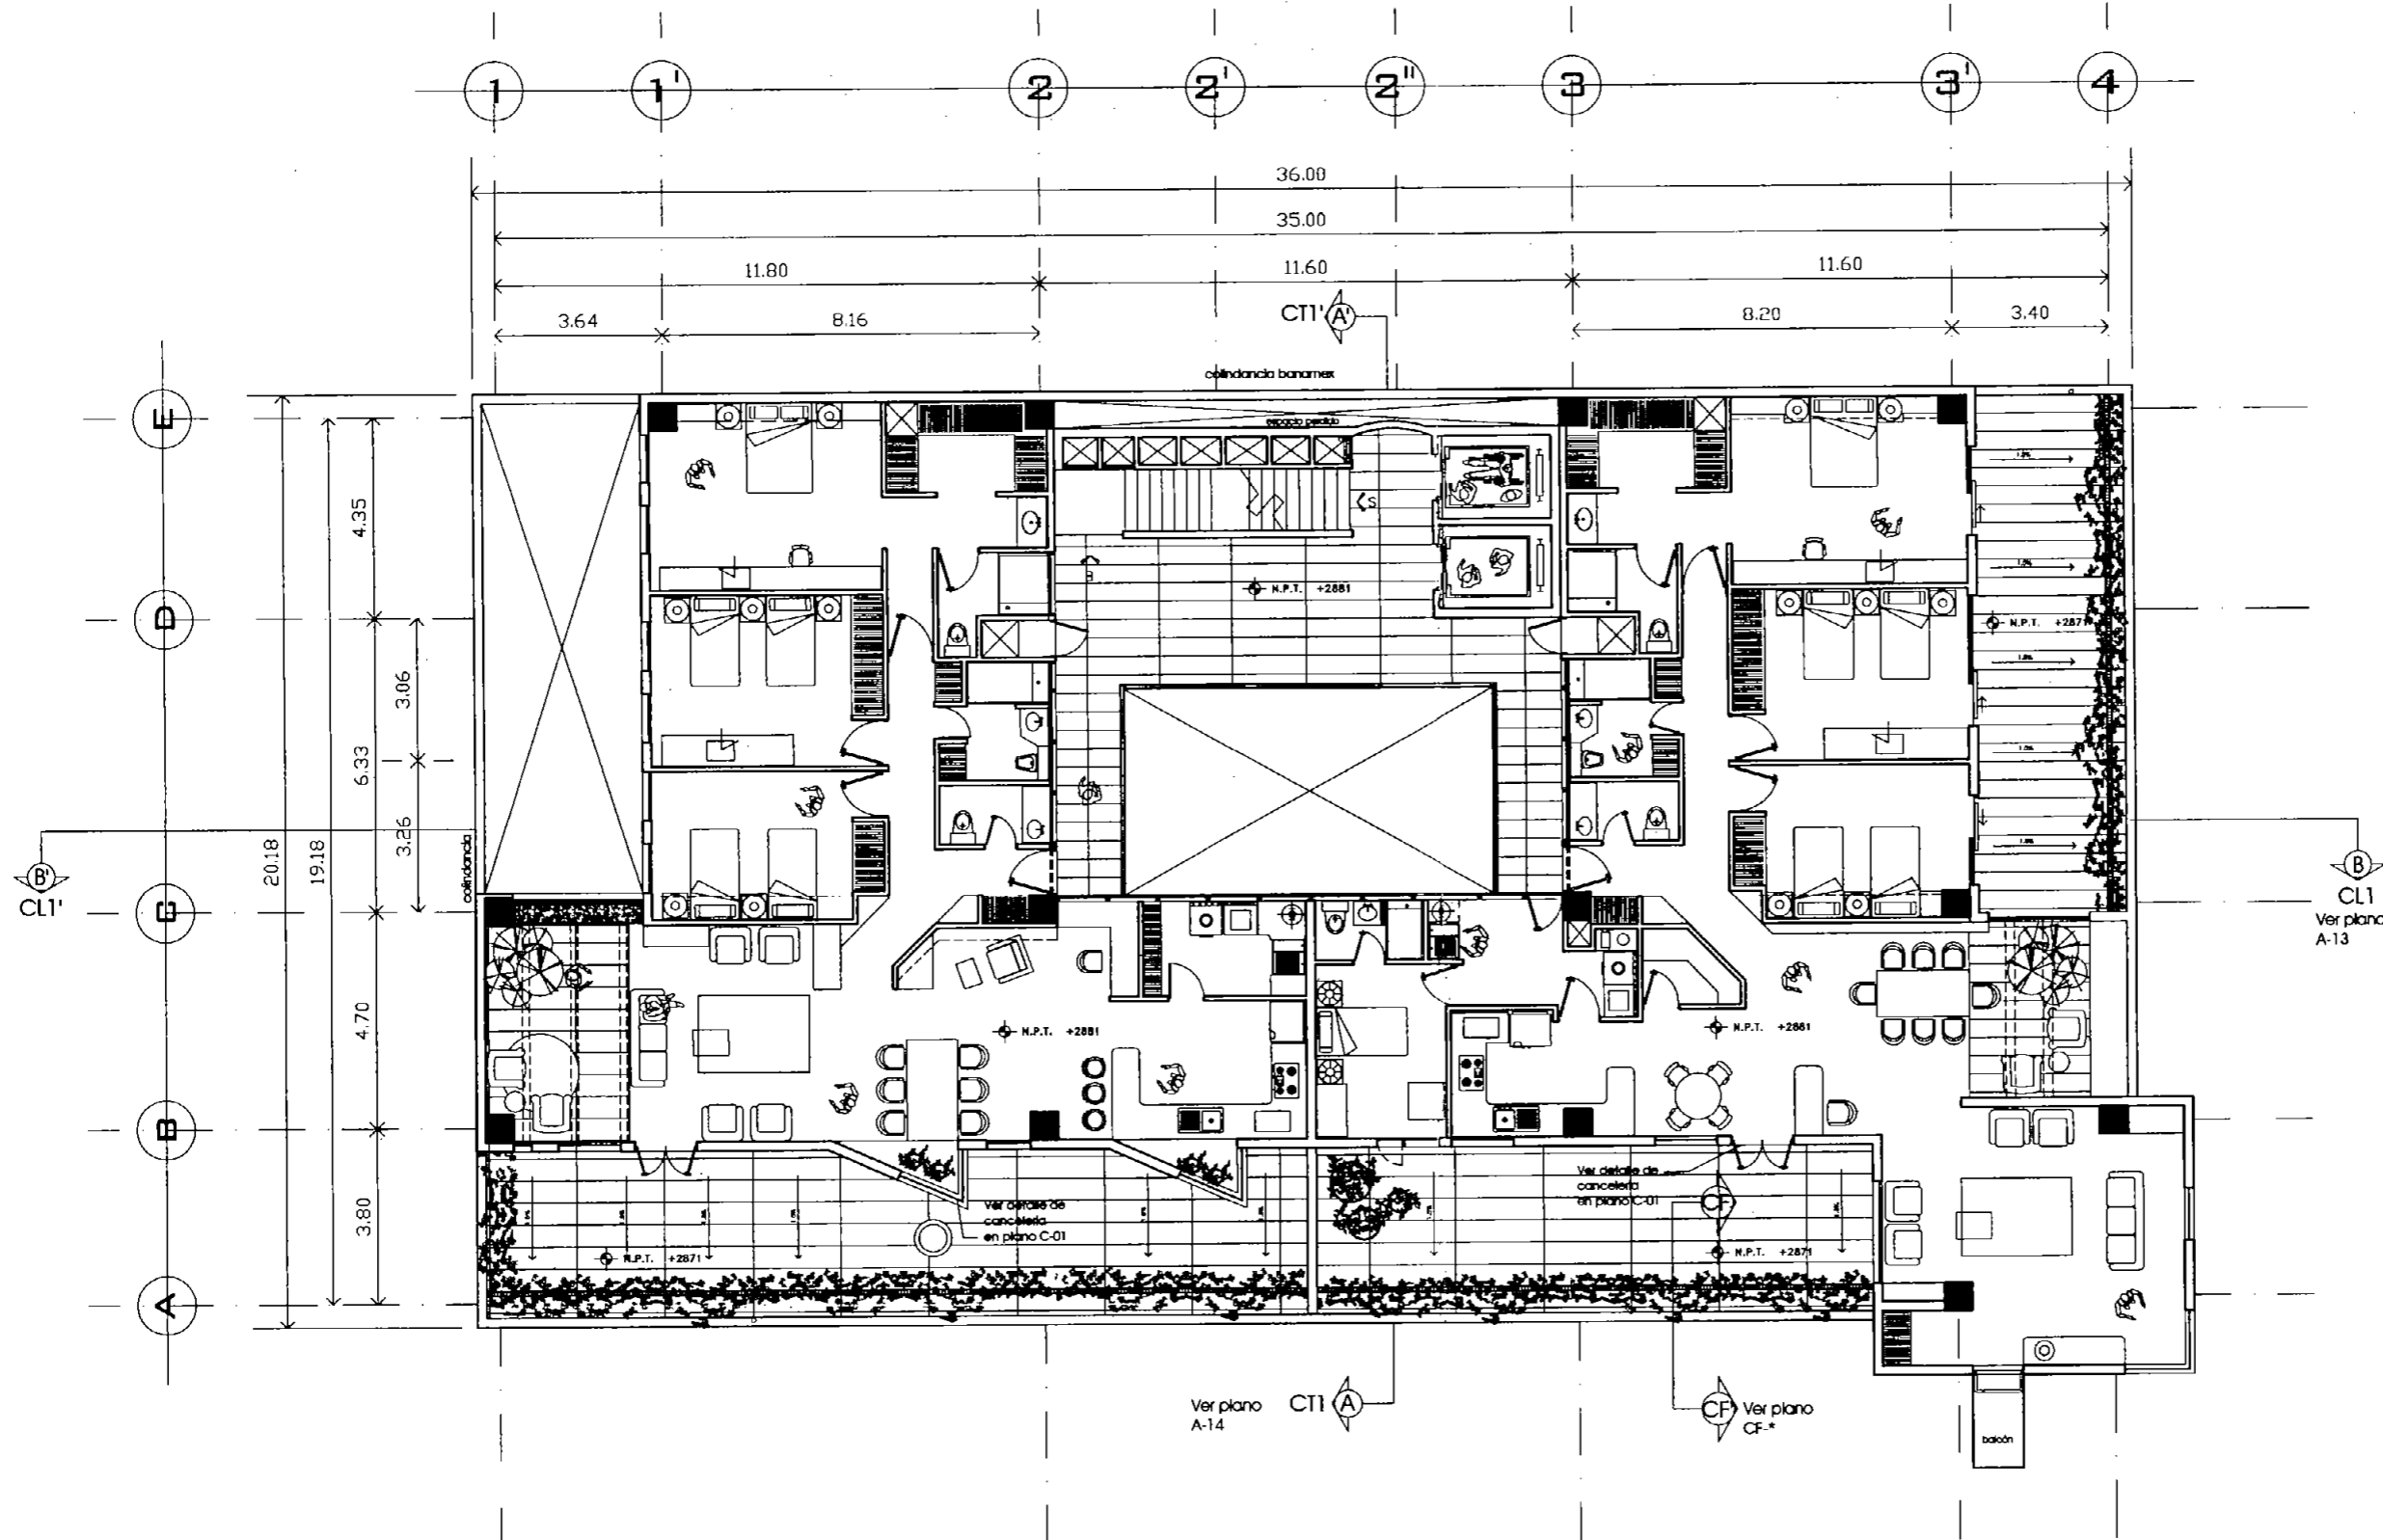 1 1' 2 2' 2'' 3 3' 4
36.00
35.00
11.80 11.60 11.60
3.64 8.16 8.20 3.40
CT1' A'
colindancia banamex
espacio perdido
E
D
C
B
A
20.18
19.18
4.35
6.33
4.70
3.80
3.06
3.26
S
B
N.P.T. +2881
N.P.T. +2871
B'
CL1'
colindancia
B
CL1
Ver plano
A-13
N.P.T. +2881
N.P.T. +2881
Ver detalle de
cancelería
en plano C-01
Ver detalle de
cancelería
en plano C-01
CF
N.P.T. +2871
N.P.T. +2871
Ver plano
A-14
CT1 A
CF' Ver plano
CF-*
balcón